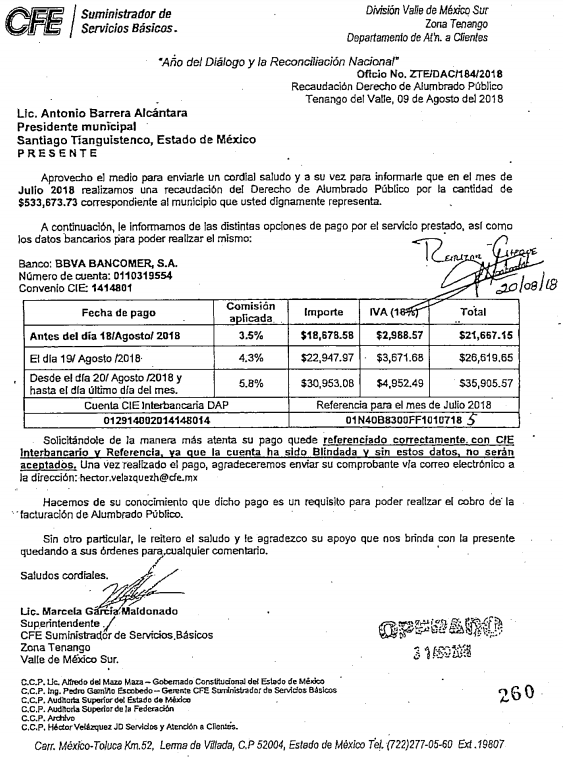 CFE Suministrador de
Servicios Básicos.
División Valle de México Sur
Zona Tenango
Departamento de At'n. a Clientes
"Año del Diálogo y la Reconciliación Nacional"
Oficio No. ZTE/DAC/184/2018
Recaudación Derecho de Alumbrado Público
Tenango del Valle, 09 de Agosto del 2018
Lic. Antonio Barrera Alcántara
Presidente municipal
Santiago Tianguistenco, Estado de México
P R E S E N T E
Aprovecho el medio para enviarle un cordial saludo y a su vez para informarle que en el mes de
Julio 2018 realizamos una recaudación del Derecho de Alumbrado Público por la cantidad de
$533,673.73 correspondiente al municipio que usted dignamente representa.
A continuación, le informamos de las distintas opciones de pago por el servicio prestado, así como
los datos bancarios para poder realizar el mismo:
Banco: BBVA BANCOMER, S.A.
Número de cuenta: 0110319554
Convenio CIE: 1414801
20/08/18
Fecha de pago Comisión aplicada Importe IVA (16%) Total
Antes del día 18/Agosto/ 2018 3.5% $18,678.58 $2,988.57 $21,667.15
El día 19/ Agosto /2018 4.3% $22,947.97 $3,671.68 $26,619.65
Desde el día 20/ Agosto /2018 y
hasta el día último día del mes. 5.8% $30,953.08 $4,952.49 $35,905.57
Cuenta CIE Interbancaria DAP Referencia para el mes de Julio 2018
012914002014148014 01N40B8300FF1010718 5
Solicitándole de la manera más atenta su pago quede referenciado correctamente con CIE
Interbancario y Referencia, ya que la cuenta ha sido Blindada y sin estos datos, no serán
aceptados. Una vez realizado el pago, agradeceremos enviar su comprobante vía correo electrónico a
la dirección: hector.velazquezh@cfe.mx
Hacemos de su conocimiento que dicho pago es un requisito para poder realizar el cobro de la
facturación de Alumbrado Público.
Sin otro particular, le reitero el saludo y le agradezco su apoyo que nos brinda con la presente
quedando a sus órdenes para cualquier comentario.
Saludos cordiales.
Lic. Marcela García Maldonado
Superintendente
CFE Suministrador de Servicios Básicos
Zona Tenango
Valle de México Sur.
OPERADO
260
C.C.P. Lic. Alfredo del Mazo Maza – Gobernado Constitucional del Estado de México
C.C.P. Ing. Pedro Gamiño Escobedo – Gerente CFE Suministrador de Servicios Básicos
C.C.P. Auditoria Superior del Estado de México
C.C.P. Auditoria Superior de la Federación
C.C.P. Archivo
C.C.P. Héctor Velázquez JD Servicios y Atención a Clientes.
Carr. México-Toluca Km.52, Lerma de Villada, C.P 52004, Estado de México Tel. (722)277-05-60 Ext .19807